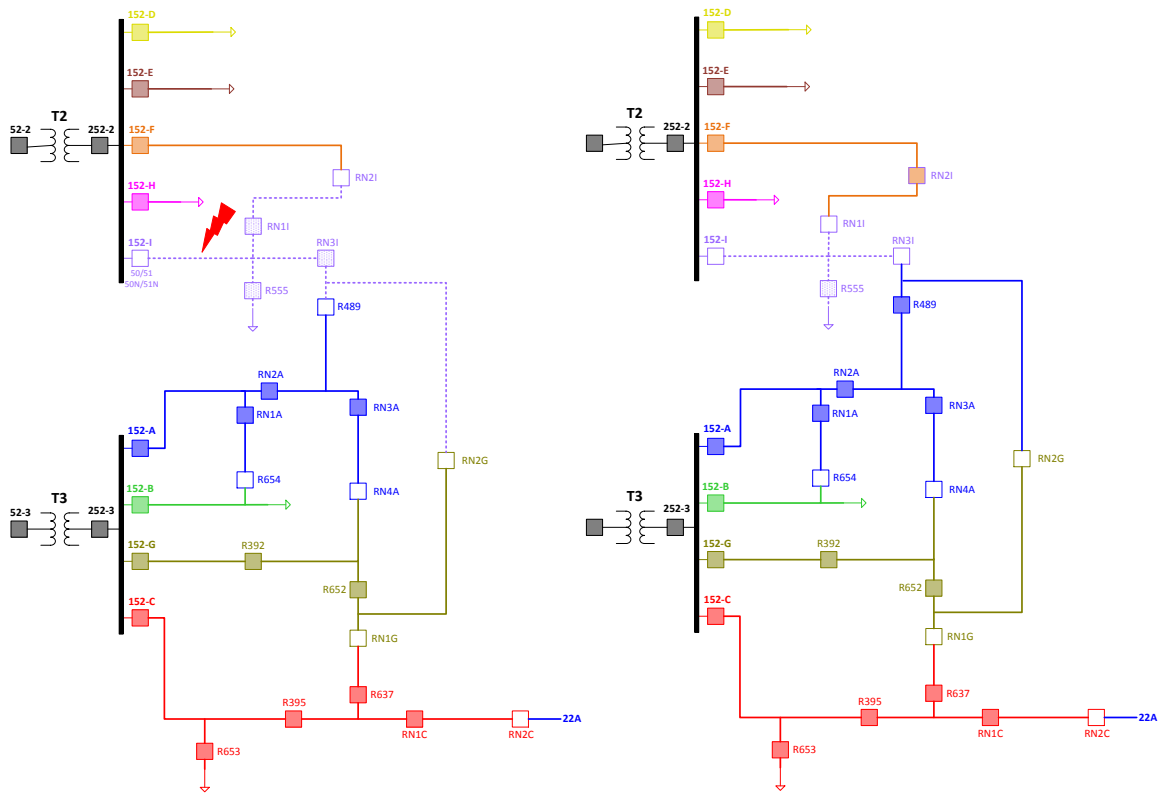 152-D
152-E
T2
52-2
252-2
152-F
RN2I
152-H
RN1I
152-I
50/51
50N/51N
RN3I
R555
R489
RN2A
RN1A
RN3A
152-A
R654
RN2G
152-B
RN4A
T3
52-3
252-3
152-G
R392
R652
152-C
RN1G
R637
R395
22A
RN1C
RN2C
R653
152-D
152-E
T2
252-2
152-F
RN2I
152-H
RN1I
152-I
RN3I
R555
R489
RN2A
RN1A
RN3A
152-A
R654
RN2G
152-B
RN4A
T3
252-3
152-G
R392
R652
152-C
RN1G
R637
R395
22A
RN1C
RN2C
R653